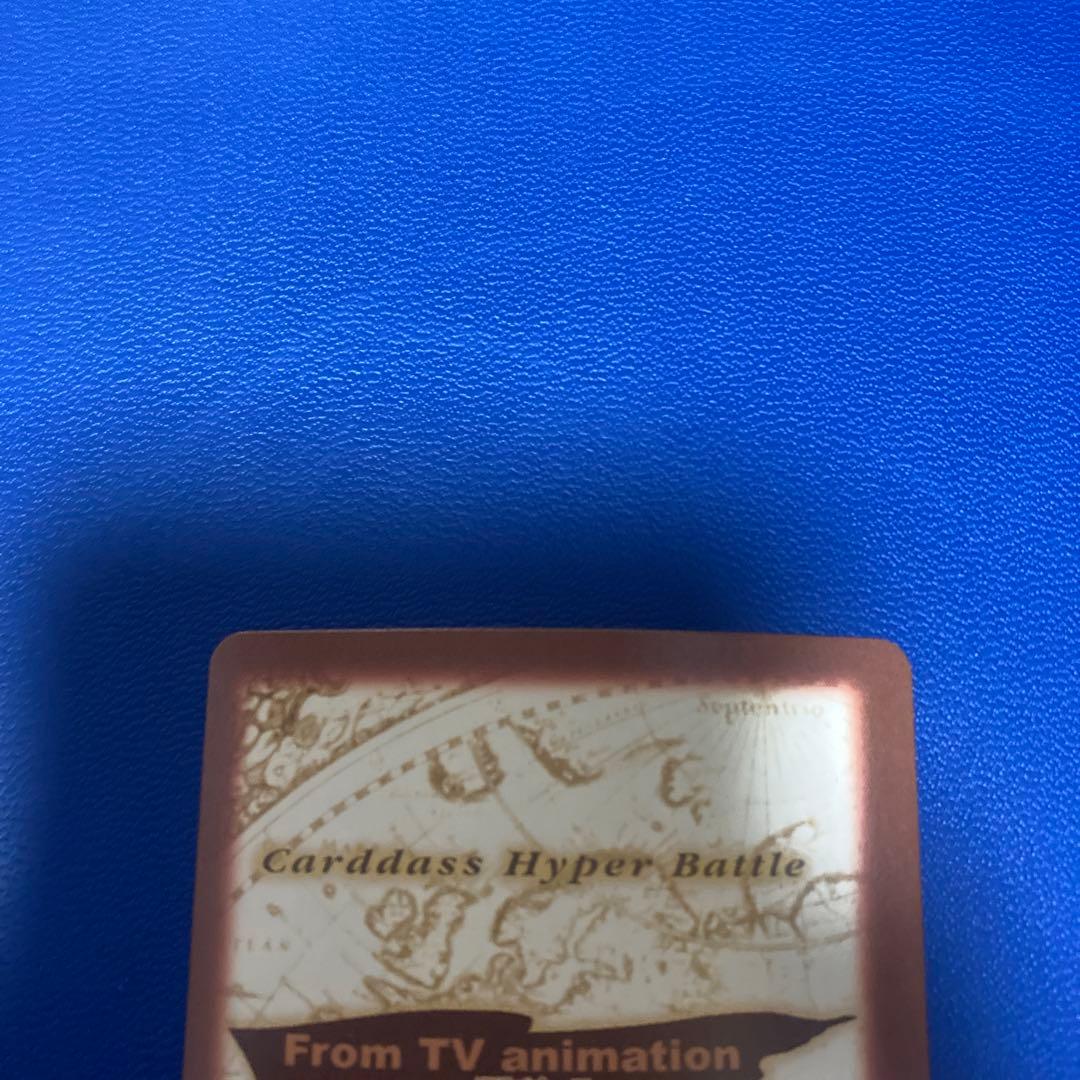 Septentrio
Carddass Hyper Battle
From TV animation